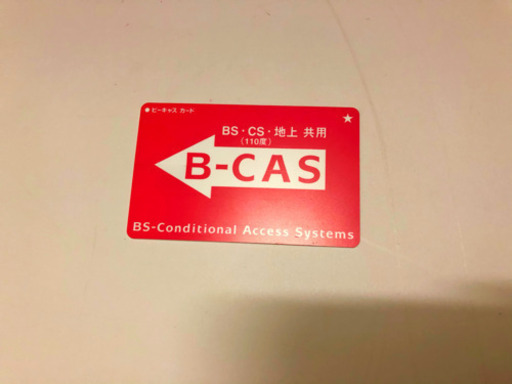 ●ビーキャス カード
★
BS・CS・地上 共用
(110度)
B-CAS
BS-Conditional Access Systems